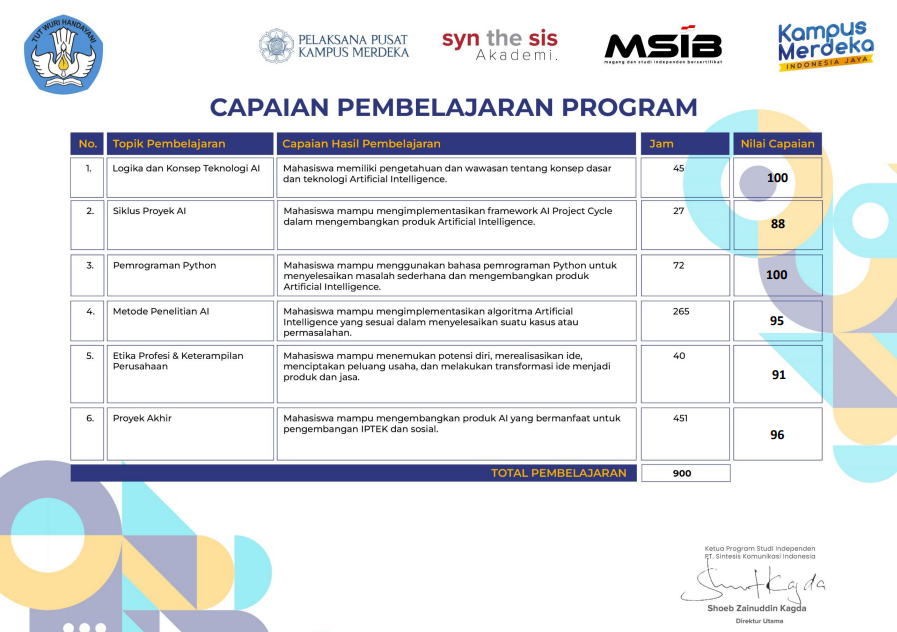 TUT WURI HANDAYANI
PELAKSANA PUSAT
KAMPUS MERDEKA
syn the sis
Akademi.
MSIB
magang dan studi independen bersertifikat
Kampus
Merdeka
INDONESIA JAYA
CAPAIAN PEMBELAJARAN PROGRAM
No. Topik Pembelajaran Capaian Hasil Pembelajaran Jam Nilai Capaian
1. Logika dan Konsep Teknologi AI Mahasiswa memiliki pengetahuan dan wawasan tentang konsep dasar 45 100
dan teknologi Artificial Intelligence.
2. Siklus Proyek AI Mahasiswa mampu mengimplementasikan framework AI Project Cycle 27 88
dalam mengembangkan produk Artificial Intelligence.
3. Pemrograman Python Mahasiswa mampu menggunakan bahasa pemrograman Python untuk 72 100
menyelesaikan masalah sederhana dan mengembangkan produk
Artificial Intelligence.
4. Metode Penelitian AI Mahasiswa mampu mengimplementasikan algoritma Artificial 265 95
Intelligence yang sesuai dalam menyelesaikan suatu kasus atau
permasalahan.
5. Etika Profesi & Keterampilan Mahasiswa mampu menemukan potensi diri, merealisasikan ide, 40 91
Perusahaan menciptakan peluang usaha, dan melakukan transformasi ide menjadi
produk dan jasa.
6. Proyek Akhir Mahasiswa mampu mengembangkan produk AI yang bermanfaat untuk 451 96
pengembangan IPTEK dan sosial.
TOTAL PEMBELAJARAN 900
Ketua Program Studi Independen
PT. Sintesis Komunikasi Indonesia
Shoeb Zainuddin Kagda
Direktur Utama